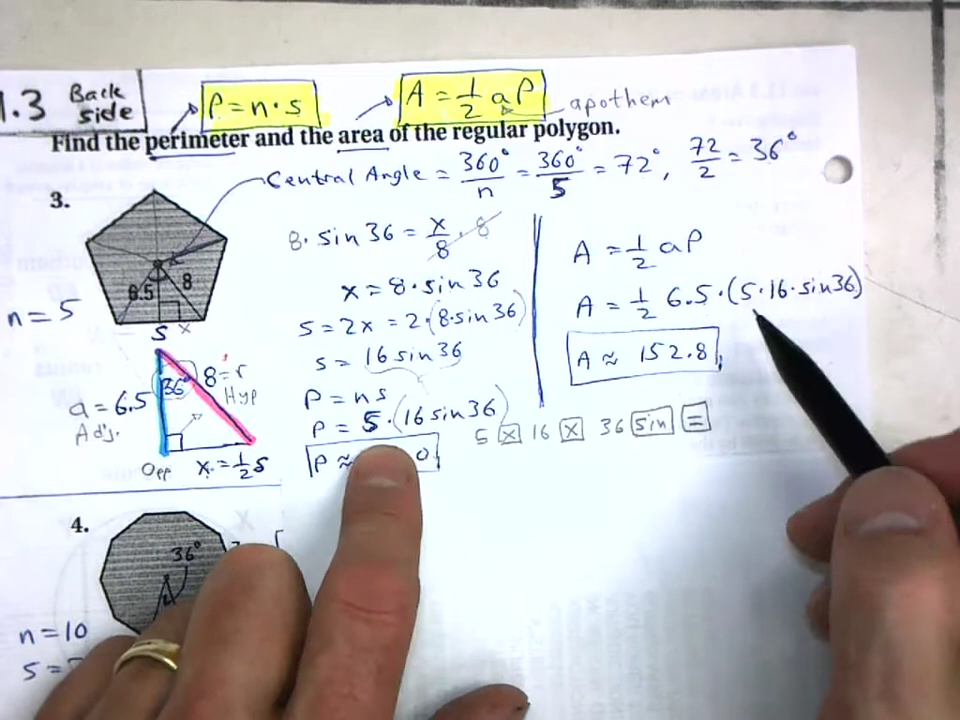 1.3 Back side
P = n · s
A = 1/2 aP
apothem
Find the perimeter and the area of the regular polygon.
Central Angle = 360°/n = 360°/5 = 72°, 72/2 = 36°
3.
6.5
8
n = 5
s
x
8 · sin 36 = x/8 · 8
x = 8 · sin 36
s = 2x = 2 · (8 · sin 36)
s = 16 sin 36
P = ns
P = 5 · (16 sin 36)
P ≈
0
A = 1/2 aP
A = 1/2 6.5 · (5 · 16 · sin 36)
A ≈ 152.8
5 × 16 × 36 sin =
36°
8 = r
Hyp
a = 6.5
Adj.
Opp
x = 1/2 s
4.
36°
n = 10
s =